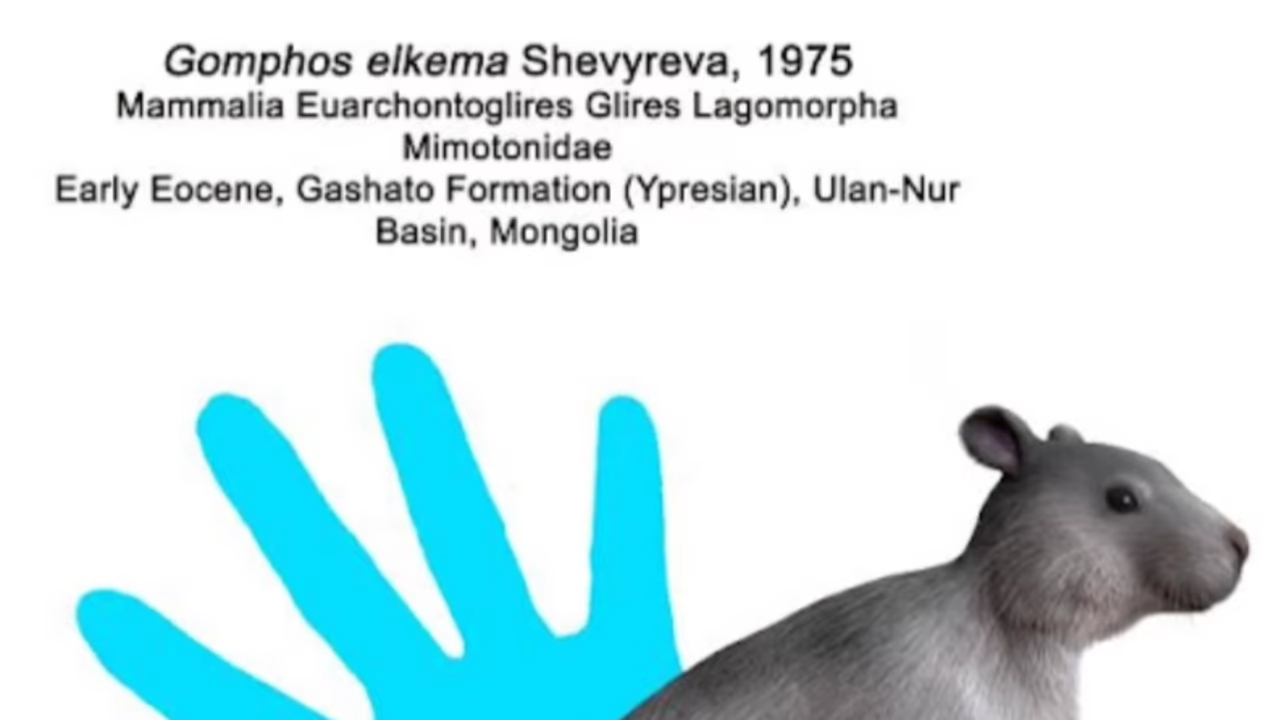 Gomphos elkema Shevyreva, 1975
Mammalia Euarchontoglires Glires Lagomorpha
Mimotonidae
Early Eocene, Gashato Formation (Ypresian), Ulan-Nur
Basin, Mongolia